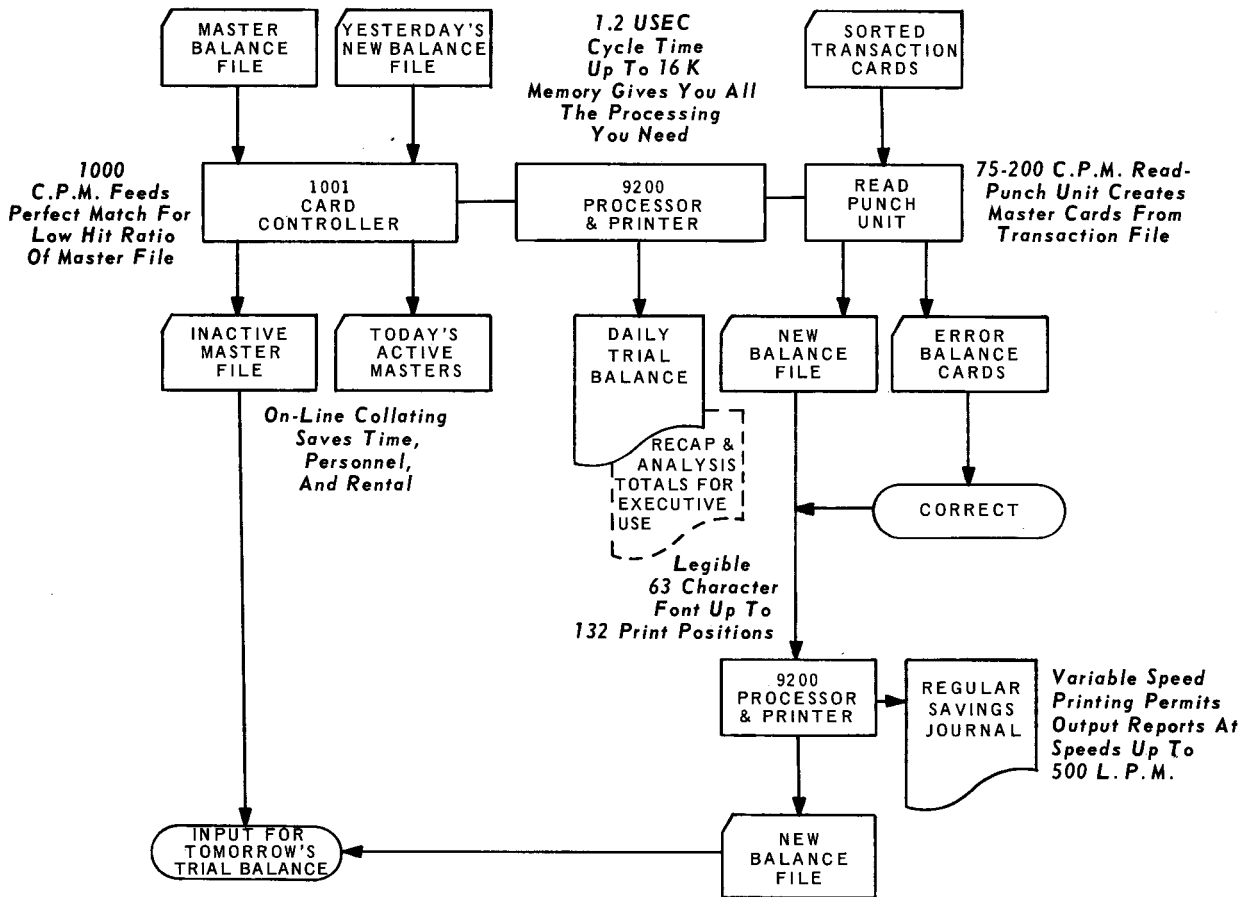 MASTER
BALANCE
FILE
YESTERDAY'S
NEW BALANCE
FILE
1.2 USEC
Cycle Time
Up To 16 K
Memory Gives You All
The Processing
You Need
SORTED
TRANSACTION
CARDS
1000
C.P.M. Feeds
Perfect Match For
Low Hit Ratio
Of Master File
1001
CARD
CONTROLLER
9200
PROCESSOR
& PRINTER
READ
PUNCH
UNIT
75-200 C.P.M. Read-
Punch Unit Creates
Master Cards From
Transaction File
INACTIVE
MASTER
FILE
TODAY'S
ACTIVE
MASTERS
DAILY
TRIAL
BALANCE
NEW
BALANCE
FILE
ERROR
BALANCE
CARDS
On-Line Collating
Saves Time,
Personnel,
And Rental
RECAP &
ANALYSIS
TOTALS FOR
EXECUTIVE
USE
CORRECT
Legible
63 Character
Font Up To
132 Print Positions
9200
PROCESSOR
& PRINTER
REGULAR
SAVINGS
JOURNAL
Variable Speed
Printing Permits
Output Reports At
Speeds Up To
500 L.P.M.
INPUT FOR
TOMORROW'S
TRIAL BALANCE
NEW
BALANCE
FILE